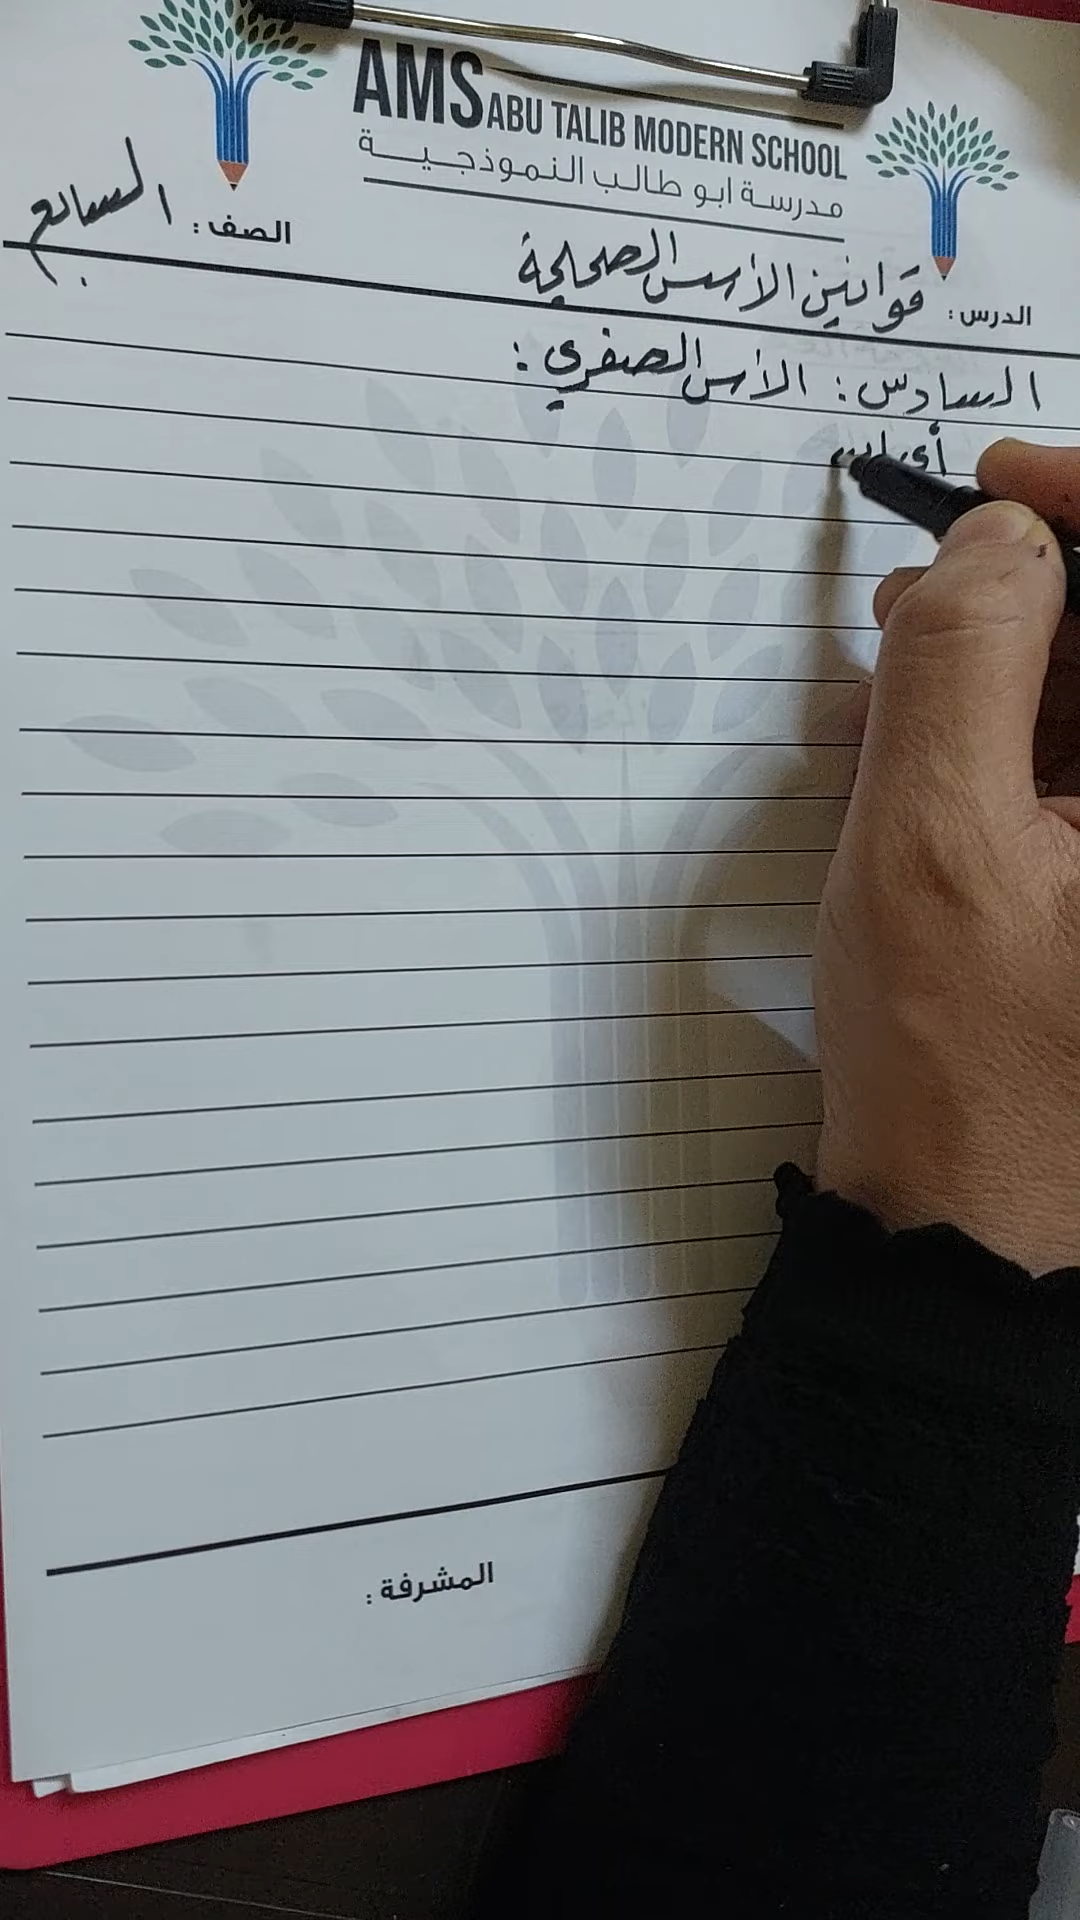 AMS ABU TALIB MODERN SCHOOL
مدرسة ابو طالب النموذجية
الصف : السابع
الدرس : قوانين الأسس الصحيحة
السادس : الأس الصفري :
أي
المشرفة :